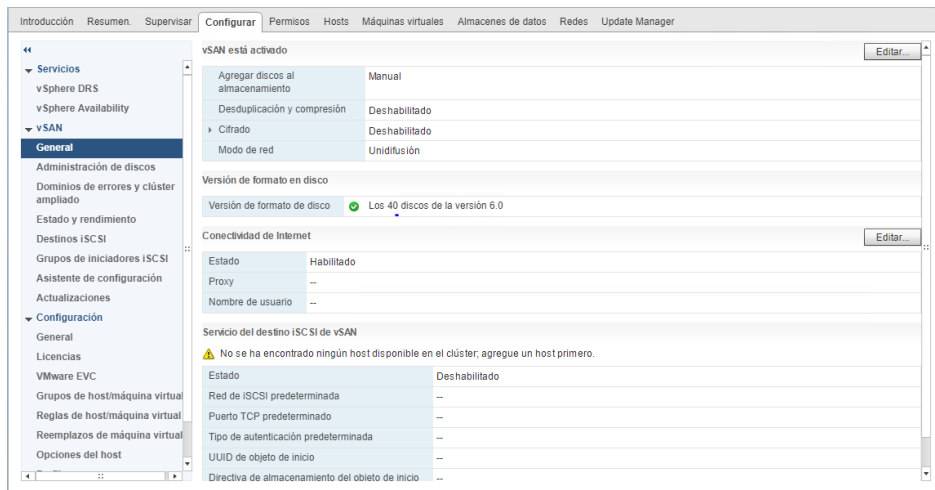 Introducción Resumen. Supervisar Configurar Permisos Hosts Máquinas virtuales Almacenes de datos Redes Update Manager
Servicios
vSphere DRS
vSphere Availability
vSAN
General
Administración de discos
Dominios de errores y clúster
ampliado
Estado y rendimiento
Destinos iSCSI
Grupos de iniciadores iSCSI
Asistente de configuración
Actualizaciones
Configuración
General
Licencias
VMware EVC
Grupos de host/máquina virtual
Reglas de host/máquina virtual
Reemplazos de máquina virtual
Opciones del host
vSAN está activado
Editar...
Agregar discos al
almacenamiento
Manual
Desduplicación y compresión Deshabilitado
Cifrado Deshabilitado
Modo de red Unidifusión
Versión de formato en disco
Versión de formato de disco Los 40 discos de la versión 6.0
Conectividad de Internet
Editar...
Estado Habilitado
Proxy --
Nombre de usuario --
Servicio del destino iSCSI de vSAN
No se ha encontrado ningún host disponible en el clúster; agregue un host primero.
Estado Deshabilitado
Red de iSCSI predeterminada --
Puerto TCP predeterminado --
Tipo de autenticación predeterminada --
UUID de objeto de inicio --
Directiva de almacenamiento del objeto de inicio --